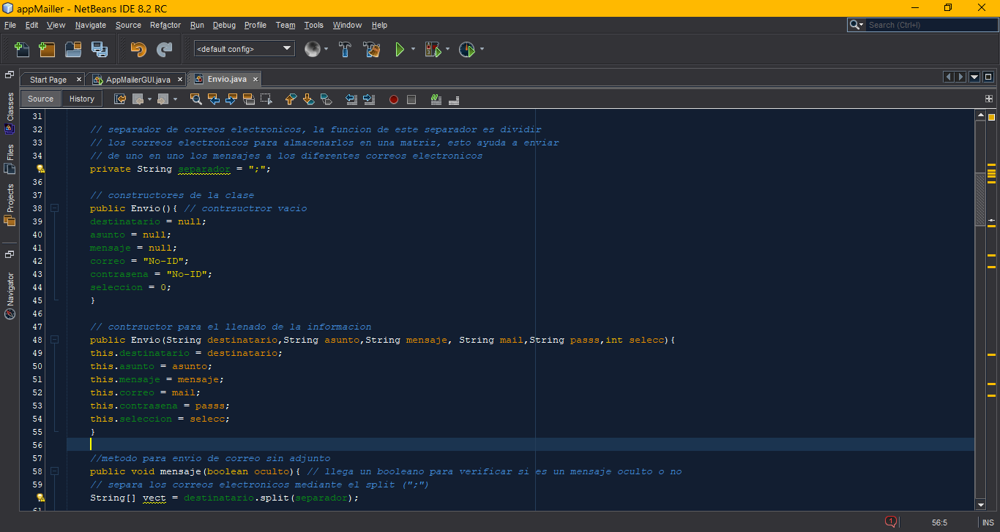 appMailler - NetBeans IDE 8.2 RC
File Edit View Navigate Source Refactor Run Debug Profile Team Tools Window Help
Search (Ctrl+I)
<default config>
Start Page AppMailerGUI.java Envio.java
Source History
Classes
Files
Projects
Navigator
31
32 // separador de correos electronicos, la funcion de este separador es dividir
33 // los correos electronicos para almacenarlos en una matriz, esto ayuda a enviar
34 // de uno en uno los mensajes a los diferentes correos electronicos
private String separador = ";";
36
37 // constructores de la clase
38 public Envio(){ // contrsuctror vacio
39 destinatario = null;
40 asunto = null;
41 mensaje = null;
42 correo = "No-ID";
43 contrasena = "No-ID";
44 seleccion = 0;
45 }
46
47 // contrsuctor para el llenado de la informacion
48 public Envio(String destinatario,String asunto,String mensaje, String mail,String passs,int selecc){
49 this.destinatario = destinatario;
50 this.asunto = asunto;
51 this.mensaje = mensaje;
52 this.correo = mail;
53 this.contrasena = passs;
54 this.seleccion = selecc;
55 }
56
57 //metodo para envio de correo sin adjunto
58 public void mensaje(boolean oculto){ // llega un booleano para verificar si es un mensaje oculto o no
59 // separa los correos electronicos mediante el split (";")
String[] vect = destinatario.split(separador);
61
1 56:5 INS